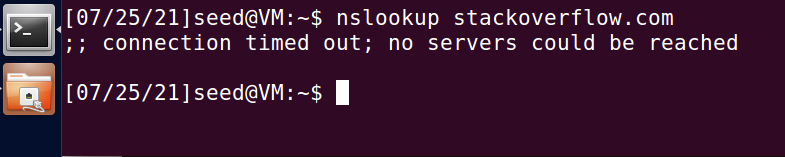 [07/25/21]seed@VM:~$ nslookup stackoverflow.com
;; connection timed out; no servers could be reached
[07/25/21]seed@VM:~$